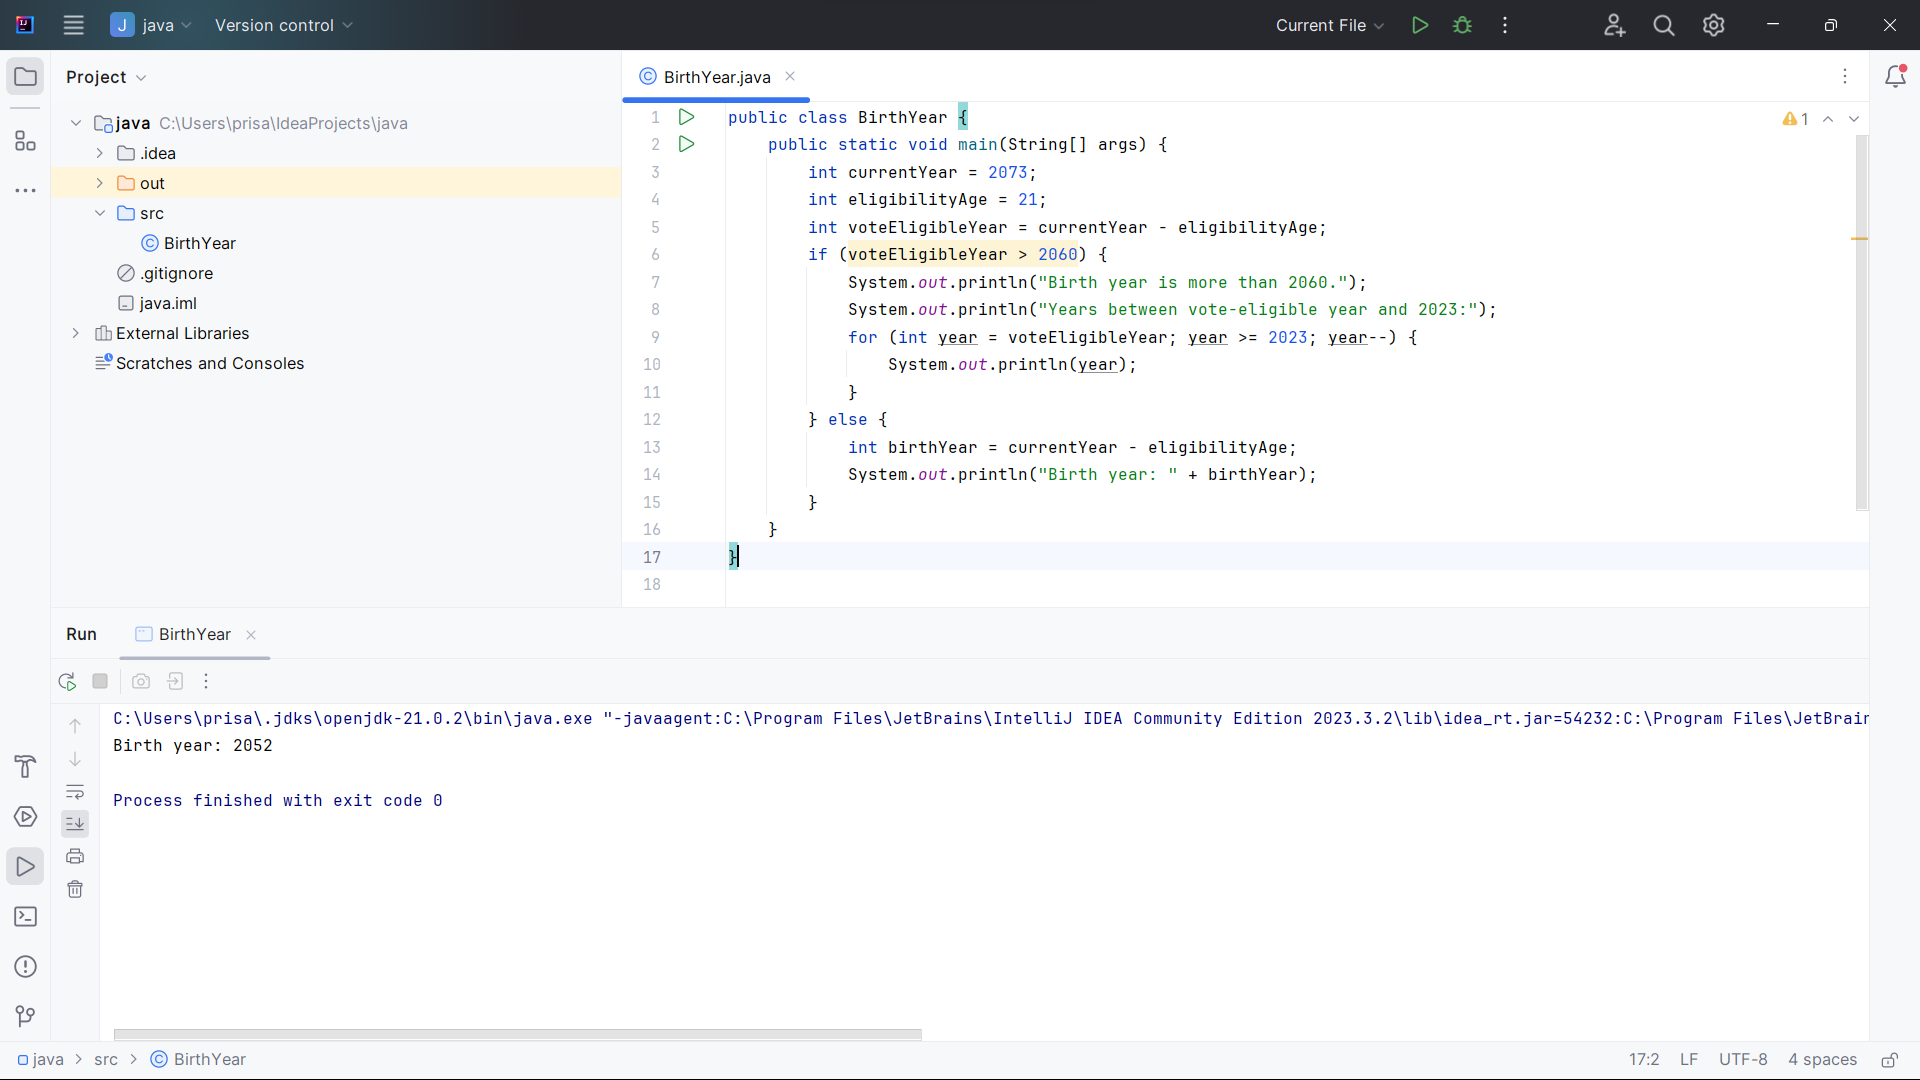 J java Version control Current File
Project
java C:\Users\prisa\IdeaProjects\java
.idea
out
src
BirthYear
.gitignore
java.iml
External Libraries
Scratches and Consoles
BirthYear.java
1 public class BirthYear {
2 public static void main(String[] args) {
3 int currentYear = 2073;
4 int eligibilityAge = 21;
5 int voteEligibleYear = currentYear - eligibilityAge;
6 if (voteEligibleYear > 2060) {
7 System.out.println("Birth year is more than 2060.");
8 System.out.println("Years between vote-eligible year and 2023:");
9 for (int year = voteEligibleYear; year >= 2023; year--) {
10 System.out.println(year);
11 }
12 } else {
13 int birthYear = currentYear - eligibilityAge;
14 System.out.println("Birth year: " + birthYear);
15 }
16 }
17 }
18
1
Run BirthYear
C:\Users\prisa\.jdks\openjdk-21.0.2\bin\java.exe "-javaagent:C:\Program Files\JetBrains\IntelliJ IDEA Community Edition 2023.3.2\lib\idea_rt.jar=54232:C:\Program Files\JetBrain
Birth year: 2052
Process finished with exit code 0
java > src > BirthYear 17:2 LF UTF-8 4 spaces